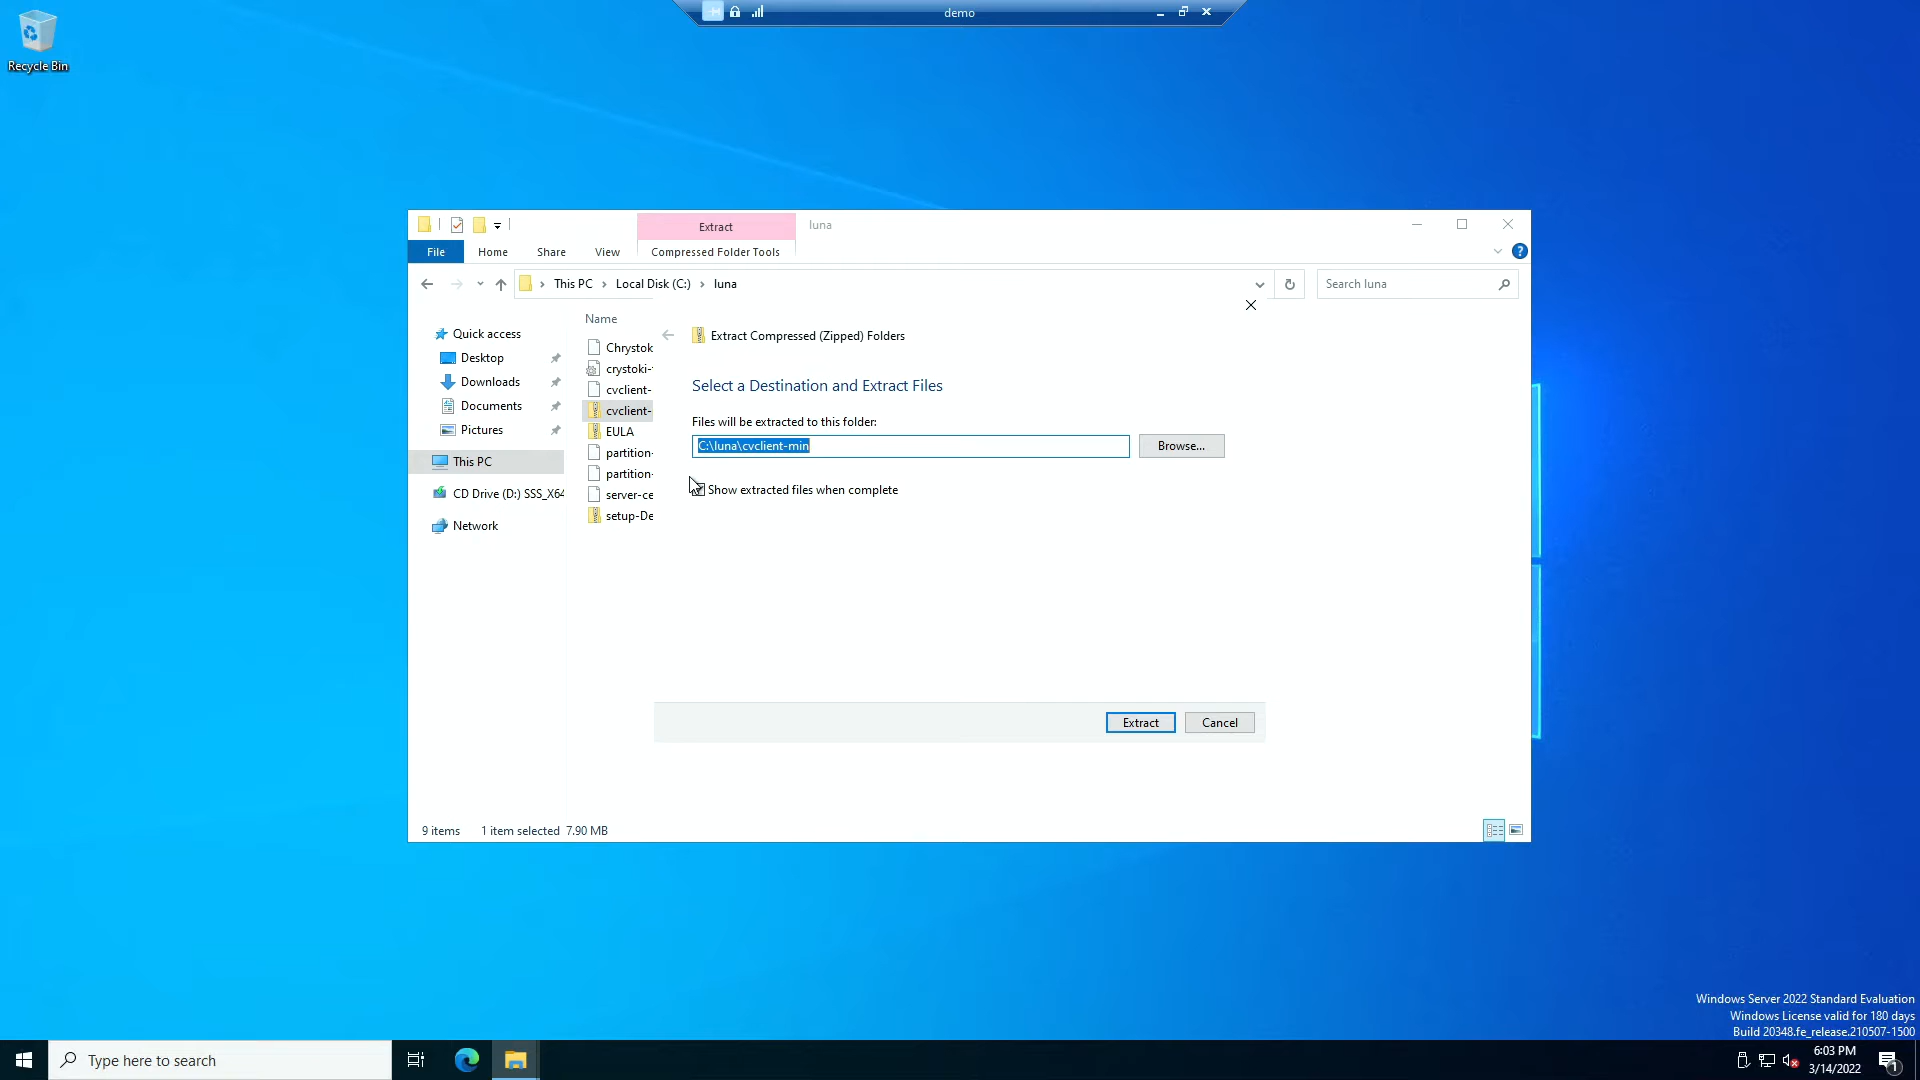 demo
Recycle Bin
Extract
luna
File
Home
Share
View
Compressed Folder Tools
This PC
Local Disk (C:)
luna
Search luna
Name
Quick access
Desktop
Downloads
Documents
Pictures
This PC
CD Drive (D:) SSS_X64
Network
Chrystok
crystoki-
cvclient-
cvclient-
EULA
partition-
partition-
server-ce
setup-De
Extract Compressed (Zipped) Folders
Select a Destination and Extract Files
Files will be extracted to this folder:
C:\luna\cvclient-min
Browse...
Show extracted files when complete
Extract
Cancel
9 items
1 item selected 7.90 MB
Windows Server 2022 Standard Evaluation
Windows License valid for 180 days
Build 20348.fe_release.210507-1500
Type here to search
6:03 PM
3/14/2022
1